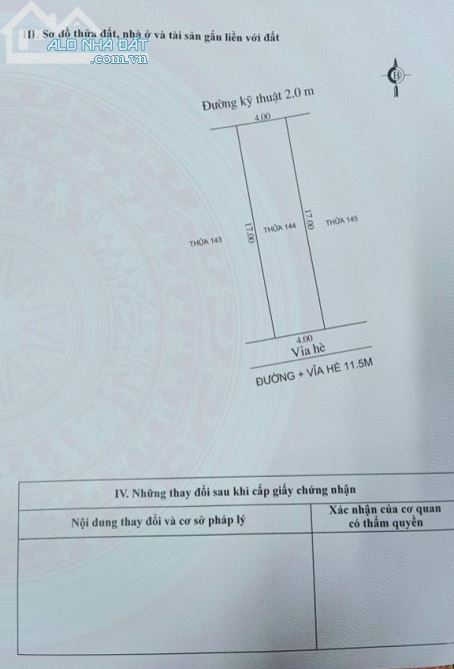 ALO NHÀ ĐẤT
.com.vn
III. Sơ đồ thửa đất, nhà ở và tài sản gắn liền với đất
B
Đường kỹ thuật 2.0 m
4.00
THỬA 143
17.00
THỬA 144
17.00
THỬA 145
4.00
Vỉa hè
ĐƯỜNG + VỈA HÈ 11.5M
IV. Những thay đổi sau khi cấp giấy chứng nhận
Nội dung thay đổi và cơ sở pháp lý
Xác nhận của cơ quan
có thẩm quyền